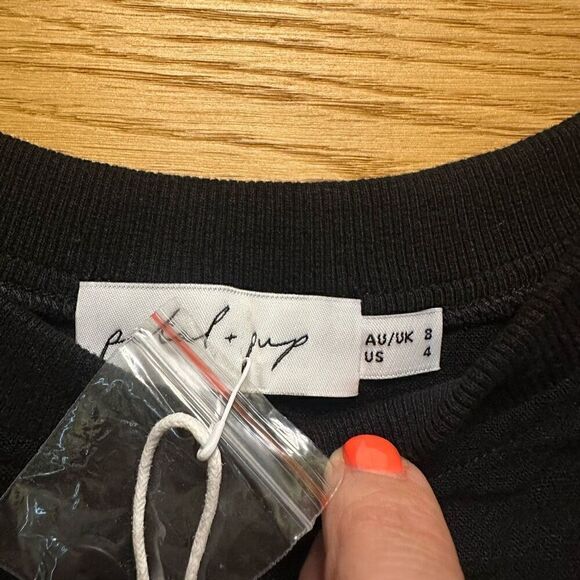 petal + pup
AU/UK 8
US 4